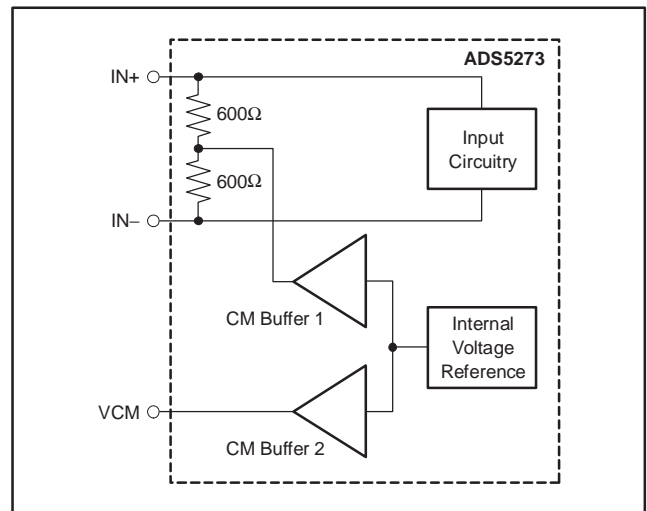 ADS5273
IN+
600Ω
Input
Circuitry
600Ω
IN−
CM Buffer 1
Internal
Voltage
Reference
VCM
CM Buffer 2